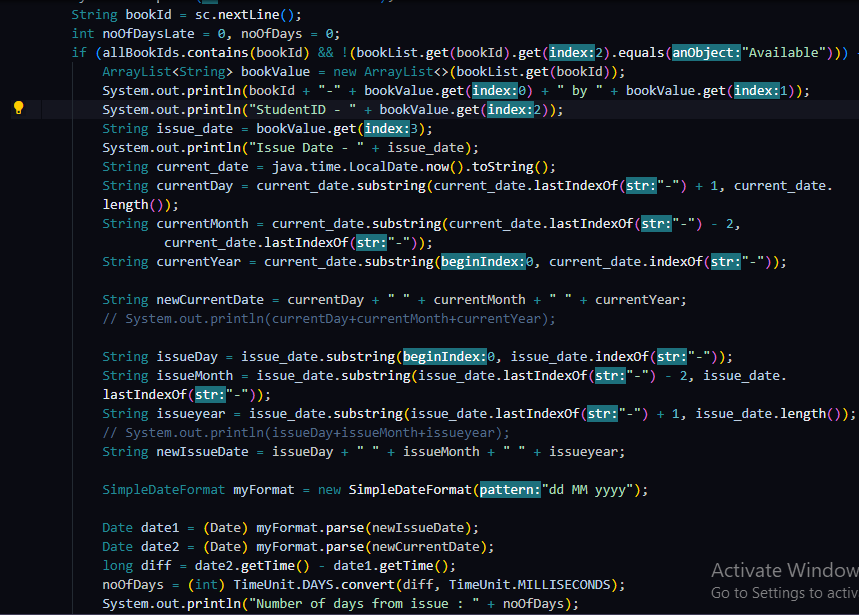 String bookId = sc.nextLine();
int noOfDaysLate = 0, noOfDays = 0;
if (allBookIds.contains(bookId) && !(bookList.get(bookId).get(index:2).equals(anObject:"Available")))
ArrayList<String> bookValue = new ArrayList<>(bookList.get(bookId));
System.out.println(bookId + "-" + bookValue.get(index:0) + " by " + bookValue.get(index:1));
System.out.println("StudentID - " + bookValue.get(index:2));
String issue_date = bookValue.get(index:3);
System.out.println("Issue Date - " + issue_date);
String current_date = java.time.LocalDate.now().toString();
String currentDay = current_date.substring(current_date.lastIndexOf(str:"-") + 1, current_date.
length());
String currentMonth = current_date.substring(current_date.lastIndexOf(str:"-") - 2,
current_date.lastIndexOf(str:"-"));
String currentYear = current_date.substring(beginIndex:0, current_date.indexOf(str:"-"));
String newCurrentDate = currentDay + " " + currentMonth + " " + currentYear;
// System.out.println(currentDay+currentMonth+currentYear);
String issueDay = issue_date.substring(beginIndex:0, issue_date.indexOf(str:"-"));
String issueMonth = issue_date.substring(issue_date.lastIndexOf(str:"-") - 2, issue_date.
lastIndexOf(str:"-"));
String issueyear = issue_date.substring(issue_date.lastIndexOf(str:"-") + 1, issue_date.length());
// System.out.println(issueDay+issueMonth+issueyear);
String newIssueDate = issueDay + " " + issueMonth + " " + issueyear;
SimpleDateFormat myFormat = new SimpleDateFormat(pattern:"dd MM yyyy");
Date date1 = (Date) myFormat.parse(newIssueDate);
Date date2 = (Date) myFormat.parse(newCurrentDate);
long diff = date2.getTime() - date1.getTime();
noOfDays = (int) TimeUnit.DAYS.convert(diff, TimeUnit.MILLISECONDS);
System.out.println("Number of days from issue : " + noOfDays);
Activate Window
Go to Settings to activ